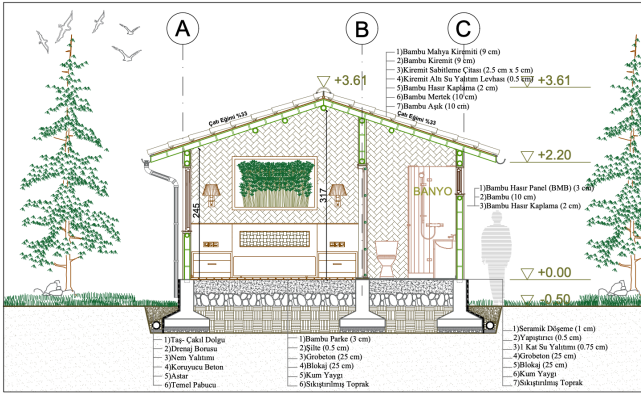 A
B
C
1)Bambu Mahya Kiremiti (9 cm)
2)Bambu Kiremit (9 cm)
3)Kiremit Sabitleme Çitası (2.5 cm x 5 cm)
4)Kiremit Altı Su Yalıtım Levhası (0.5 cm)
5)Bambu Hasır Kaplama (2 cm)
6)Bambu Mertek (10 cm)
7)Bambu Aşık (10 cm)
+3.61
+3.61
Çatı Eğimi %33
Çatı Eğimi %33
+2.20
245
317
BANYO
1)Bambu Hasır Panel (BMB) (3 cm)
2)Bambu (10 cm)
3)Bambu Hasır Kaplama (2 cm)
+0.00
-0.50
1)Taş- Çakıl Dolgu
2)Drenaj Borusu
3)Nem Yalıtımı
4)Koruyucu Beton
5)Astar
6)Temel Pabucu
1)Bambu Parke (3 cm)
2)Şilte (0.5 cm)
3)Grobeton (25 cm)
4)Blokaj (25 cm)
5)Kum Yaygı
6)Sıkıştırılmış Toprak
1)Seramik Döşeme (1 cm)
2)Yapıştırıcı (0.5 cm)
3)1 Kat Su Yalıtımı (0.75 cm)
4)Grobeton (25 cm)
5)Blokaj (25 cm)
6)Kum Yaygı
7)Sıkıştırılmış Toprak